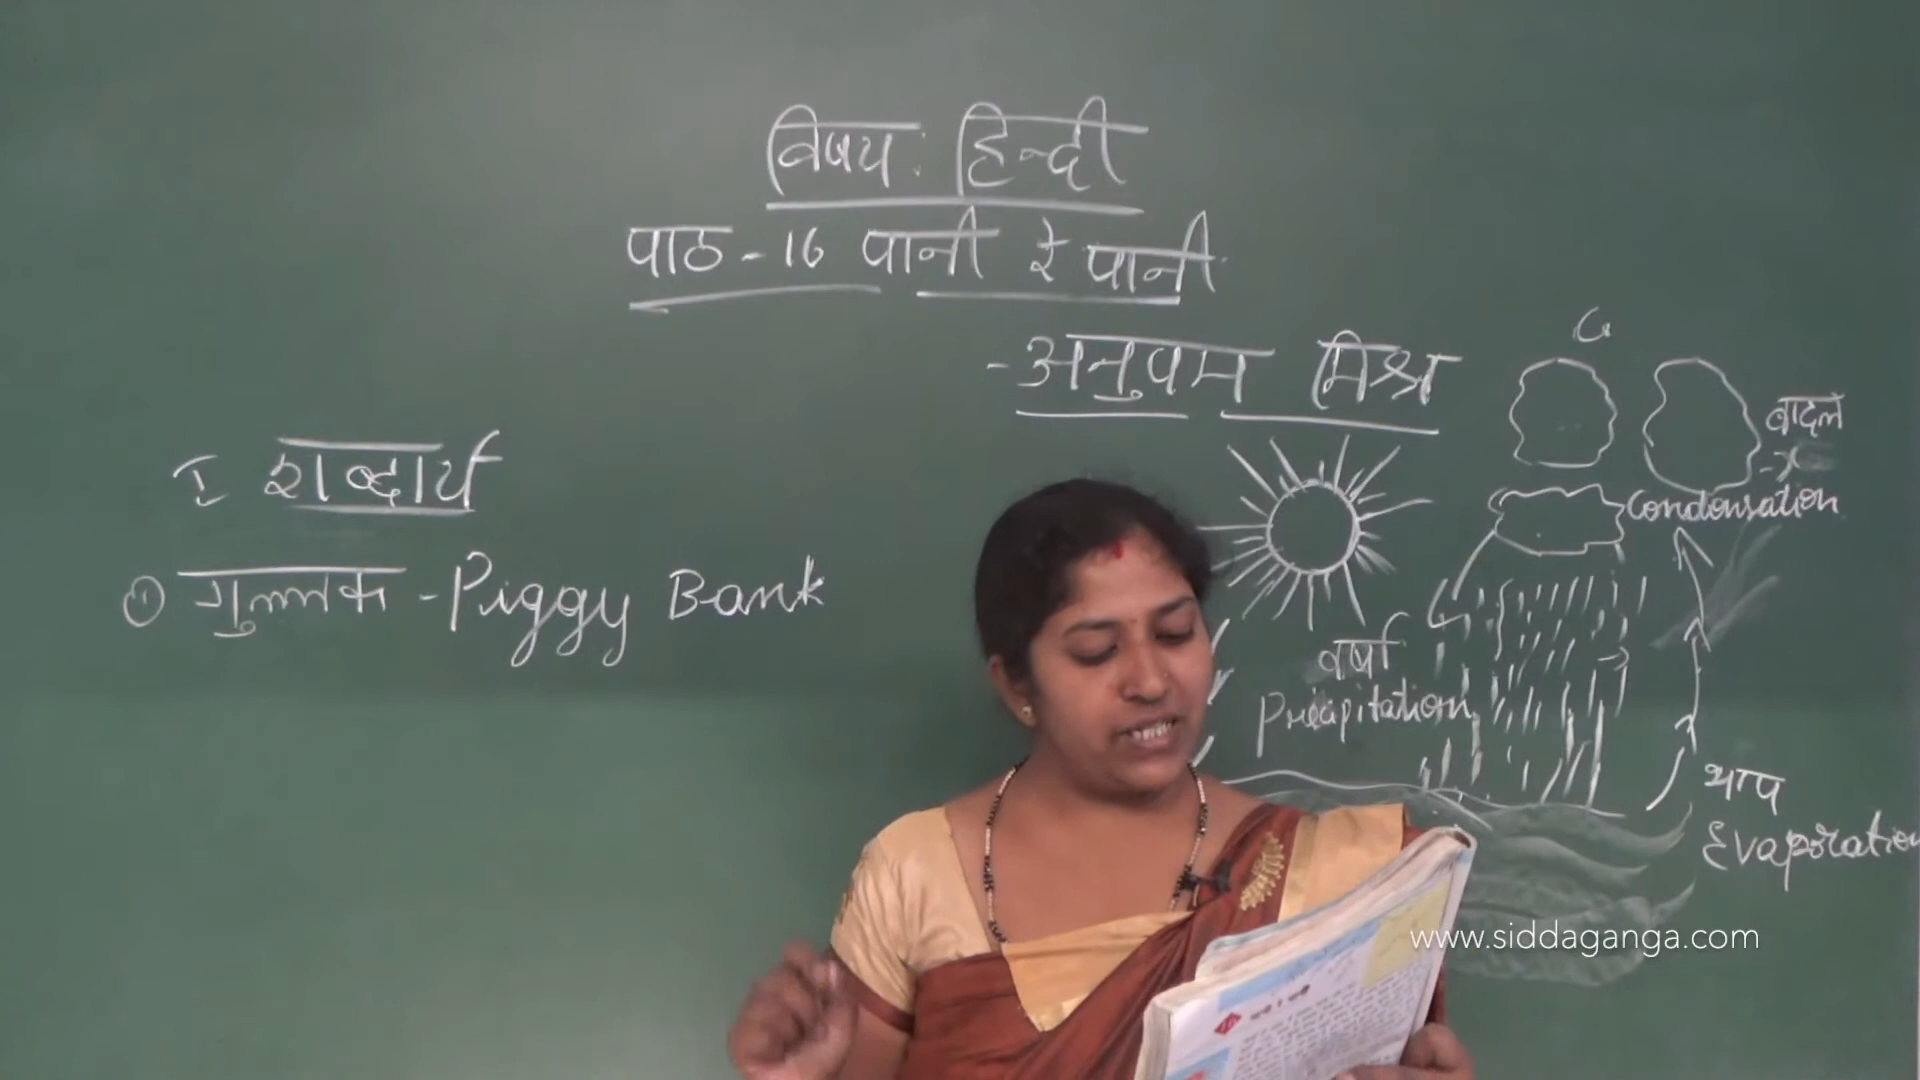 विषय: हिन्दी
पाठ - 16 पानी रे पानी
- अनुपम मिश्र
I शब्दार्थ
① गुल्लक - Piggy Bank
बादल
Condensation
वर्षा
Precipitation
भाप
Evaporation
www.siddaganga.com